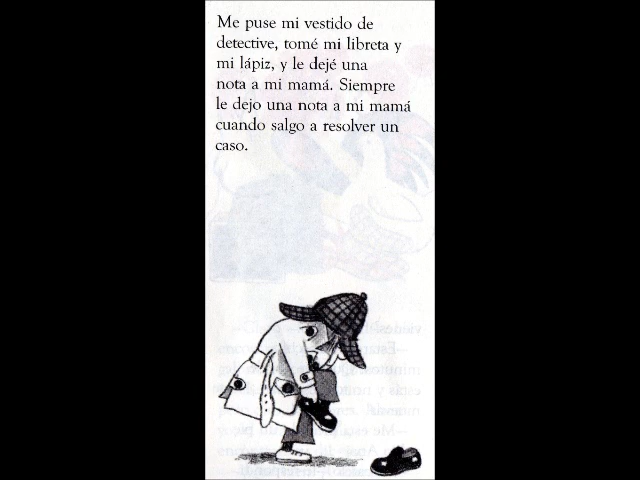 Me puse mi vestido de
detective, tomé mi libreta y
mi lápiz, y le dejé una
nota a mi mamá. Siempre
le dejo una nota a mi mamá
cuando salgo a resolver un
caso.